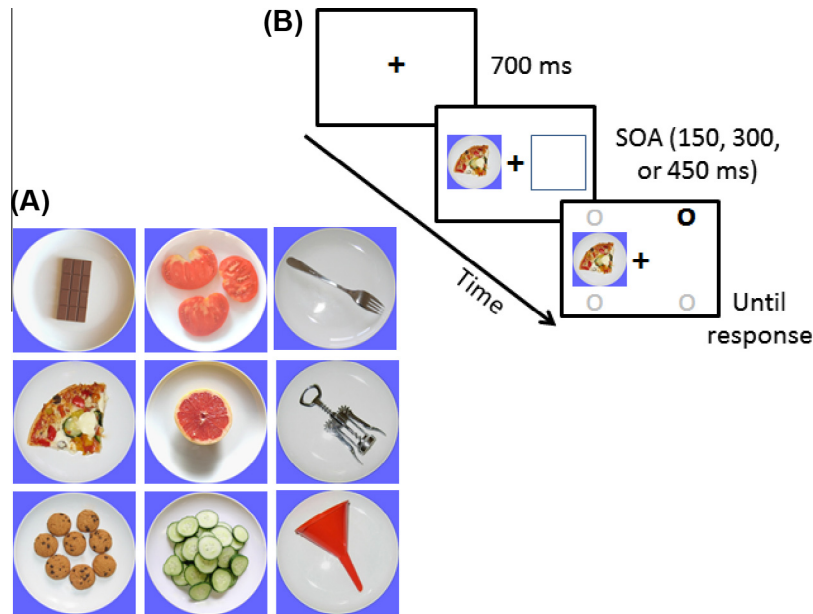 (B)
+
700 ms
+
SOA (150, 300,
or 450 ms)
(A)
O O
+
O O
Time
Until
response